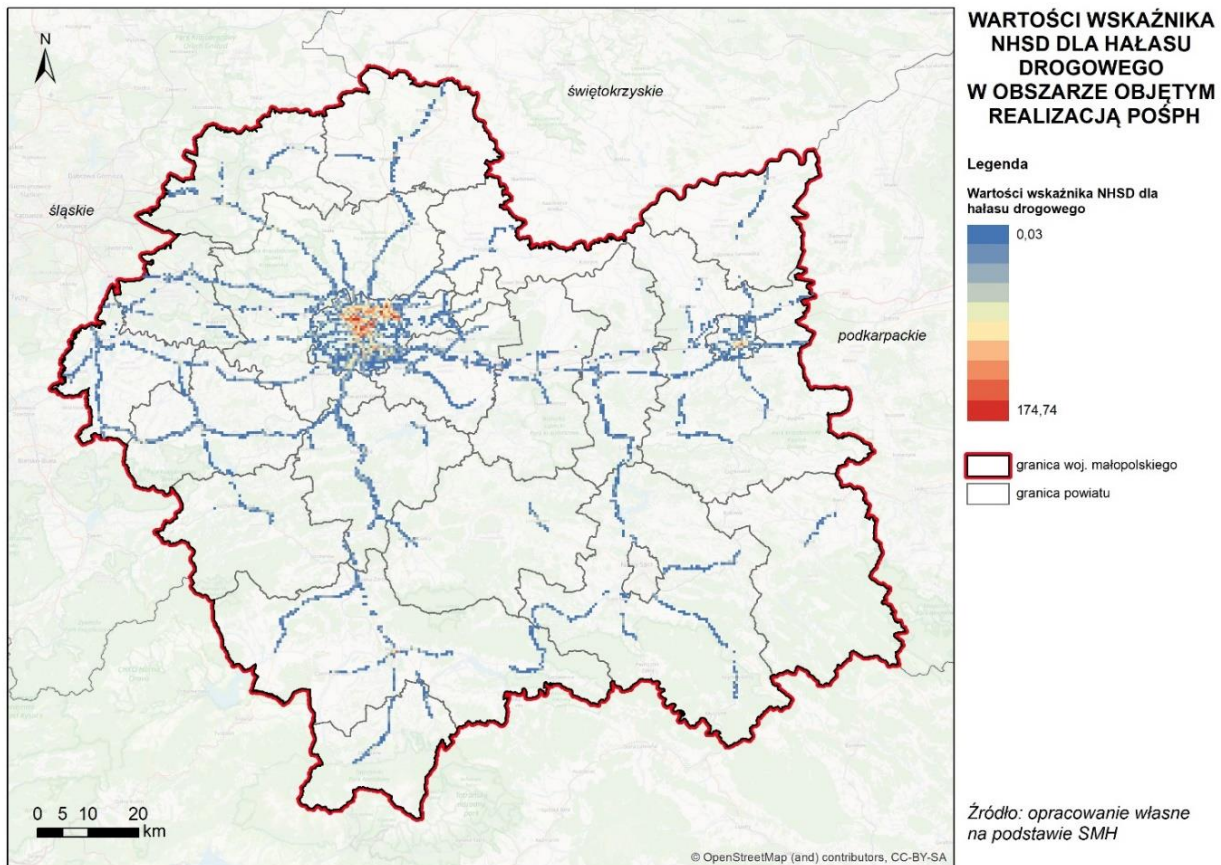 WARTOŚCI WSKAŹNIKA
NHSD DLA HAŁASU
DROGOWEGO
W OBSZARZE OBJĘTYM
REALIZACJĄ POŚPH
N
świętokrzyskie
śląskie
podkarpackie
Legenda
Wartości wskaźnika NHSD dla
hałasu drogowego
0,03
174,74
granica woj. małopolskiego
granica powiatu
0 5 10 20
km
Źródło: opracowanie własne
na podstawie SMH
© OpenStreetMap (and) contributors, CC-BY-SA